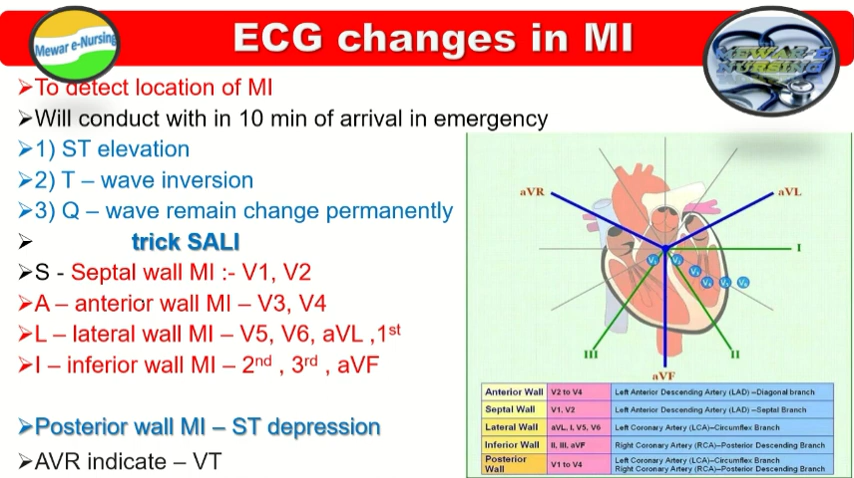 Mewar e-Nursing
ECG changes in MI
MEWAR E-NURSING
➢To detect location of MI
➢Will conduct with in 10 min of arrival in emergency
➢1) ST elevation
➢2) T – wave inversion
➢3) Q – wave remain change permanently
➢ trick SALI
➢S - Septal wall MI :- V1, V2
➢A – anterior wall MI – V3, V4
➢L – lateral wall MI – V5, V6, aVL ,1st
➢I – inferior wall MI – 2nd , 3rd , aVF
➢Posterior wall MI – ST depression
➢AVR indicate – VT
aVR
aVL
I
V1 V2
III
II
aVF
Anterior Wall V2 to V4 Left Anterior Descending Artery (LAD) –Diagonal branch
Septal Wall V1, V2 Left Anterior Descending Artery (LAD) –Septal Branch
Lateral Wall aVL, I, V5, V6 Left Coronary Artery (LCA)–Circumflex Branch
Inferior Wall II, III, aVF Right Coronary Artery (RCA)–Posterior Descending Branch
Posterior Wall V1 to V4 Left Coronary Artery (LCA)–Circumflex Branch
Right Coronary Artery (RCA)–Posterior Descending Branch